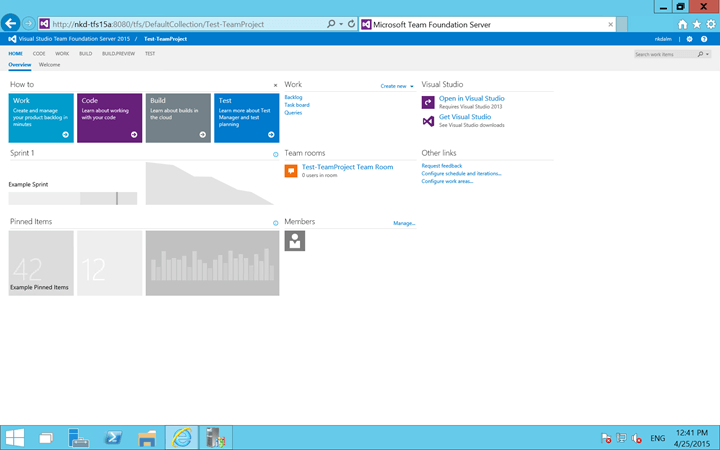 http://nkd-tfs15a:8080/tfs/DefaultCollection/Test-TeamProject
Microsoft Team Foundation Server
Visual Studio Team Foundation Server 2015 / Test-TeamProject
nkdalm
HOME CODE WORK BUILD BUILD.PREVIEW TEST
Search work items
Overview Welcome
How to
Work
Create and manage your product backlog in minutes
Code
Learn about working with your code
Build
Learn about builds in the cloud
Test
Learn more about Test Manager and test planning
Work
Create new
Backlog
Task board
Queries
Visual Studio
Open in Visual Studio
Requires Visual Studio 2013
Get Visual Studio
See Visual Studio downloads
Sprint 1
Example Sprint
Team rooms
Test-TeamProject Team Room
0 users in room
Other links
Request feedback
Configure schedule and iterations...
Configure work areas...
Pinned Items
42
Example Pinned Items
12
Members
Manage...
ENG
12:41 PM
4/25/2015